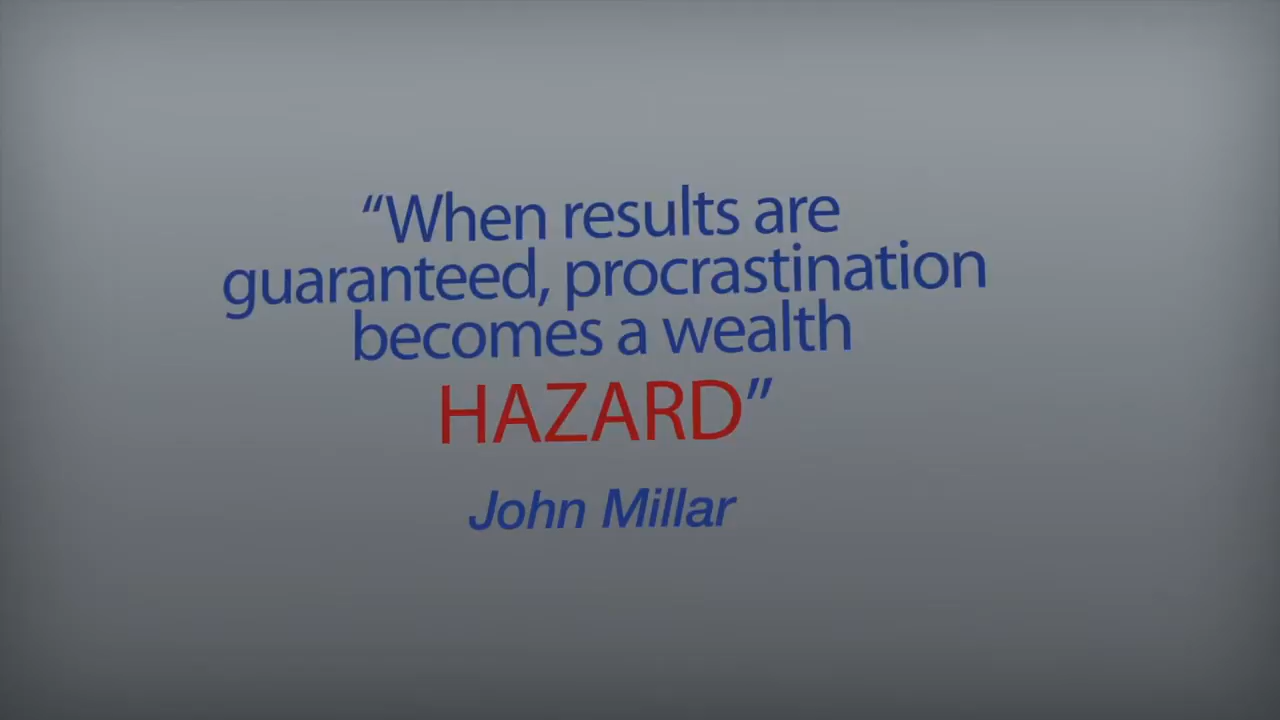 “When results are
guaranteed, procrastination
becomes a wealth
HAZARD”
John Millar